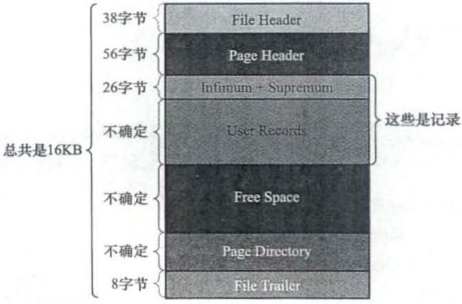 38字节 File Header
56字节 Page Header
26字节 Infimum + Supremum
不确定 User Records
这些是记录
总共是16KB
不确定 Free Space
不确定 Page Directory
8字节 File Trailer